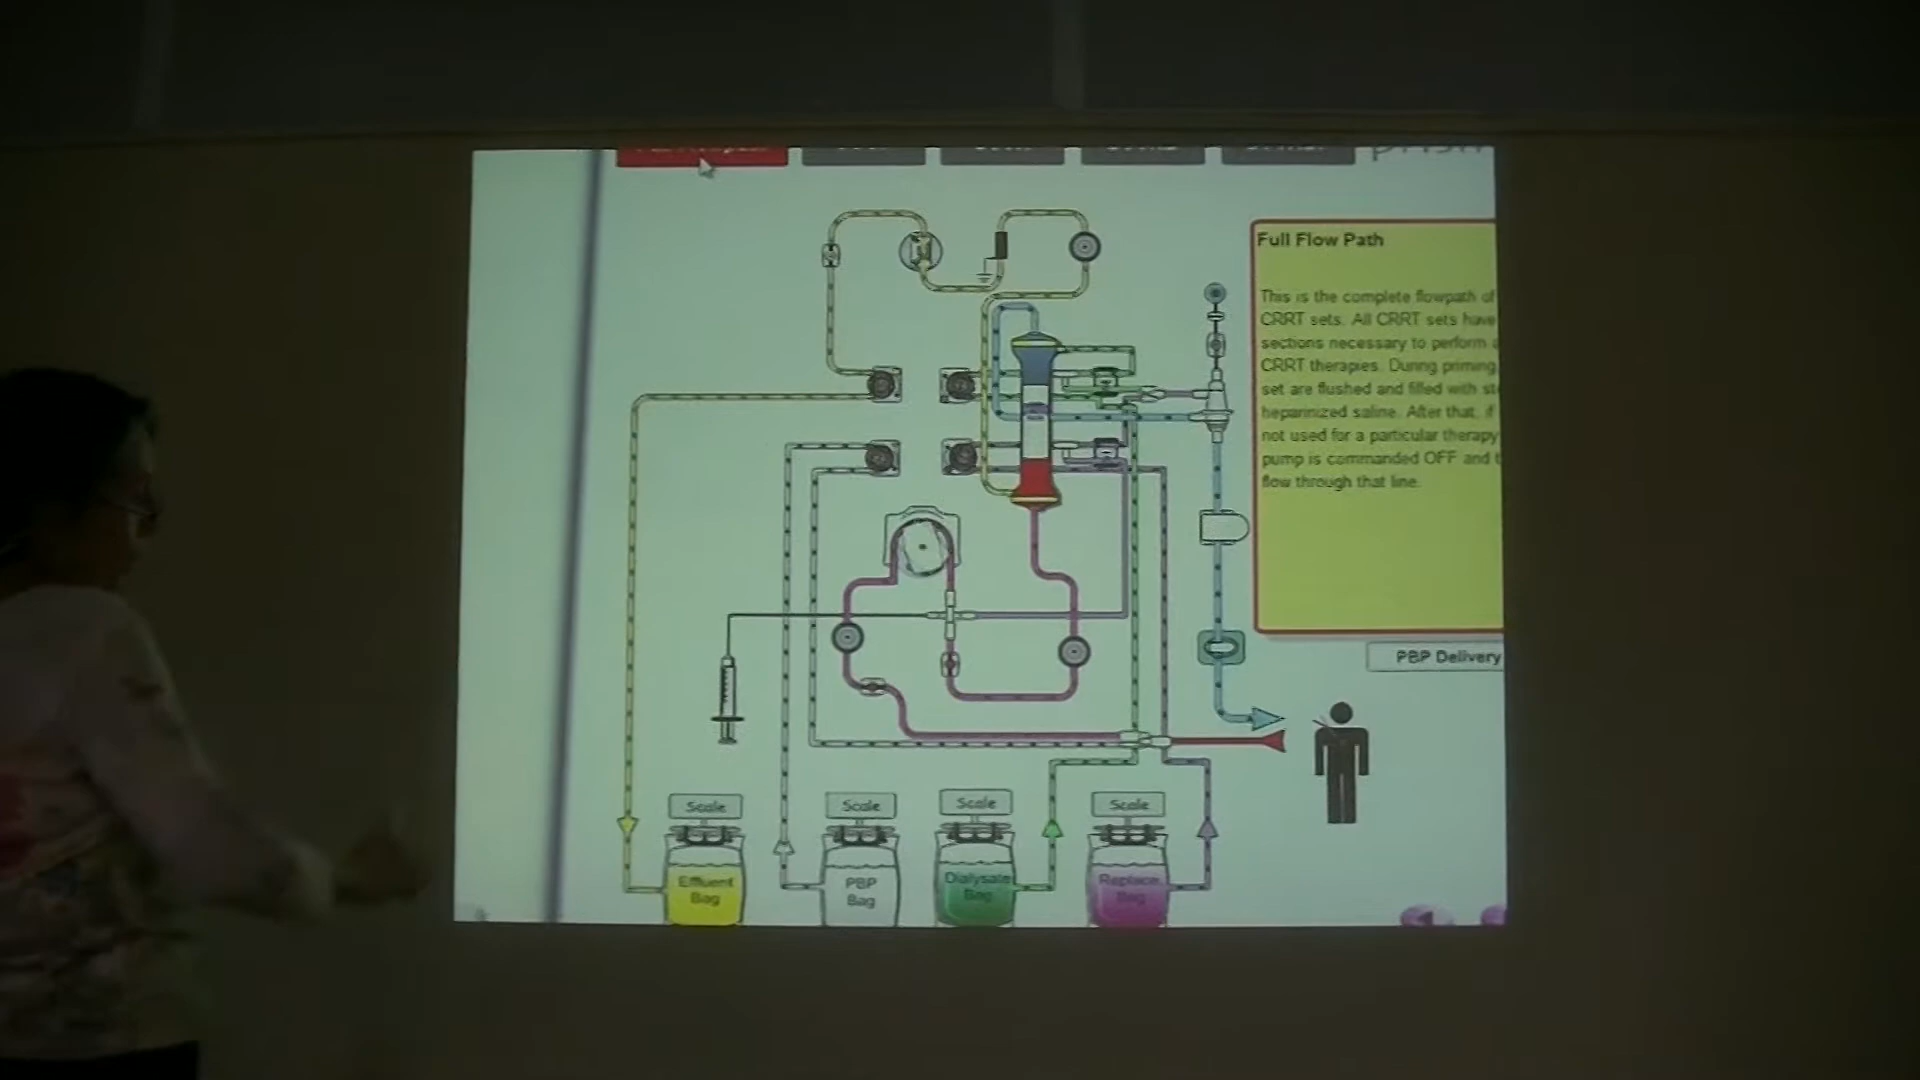 Full Flow Path
This is the complete flowpath of
CRRT sets. All CRRT sets have
sections necessary to perform
CRRT therapies. During priming,
set are flushed and filled with
heparinized saline. After that, if
not used for a particular therapy
pump is commanded OFF and
flow through that line.
PBP Delivery
Scale
Scale
Scale
Scale
Effluent
Bag
PBP
Bag
Dialysate
Bag
Replace
Bag